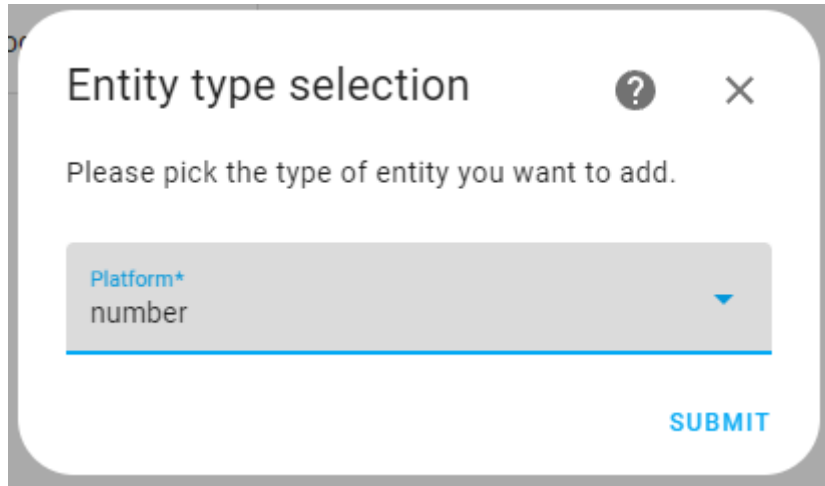 Entity type selection
Please pick the type of entity you want to add.
Platform*
number
SUBMIT